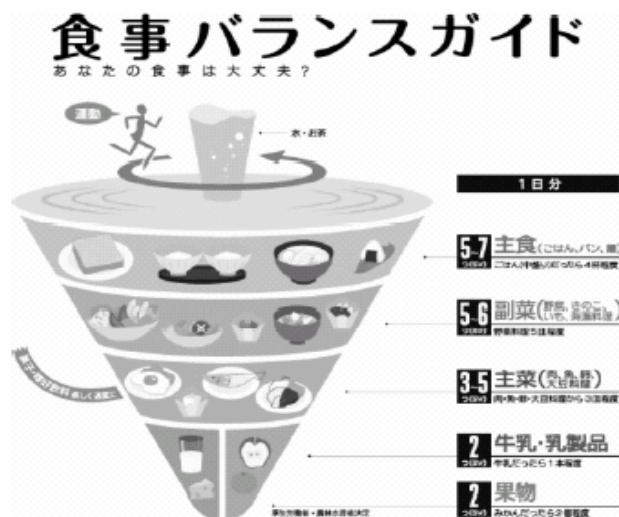 食事バランスガイド
あなたの食事は大丈夫?
運動
水・お茶
1日分
5-7 つ(SV) 主食(ごはん、パン、麺)
ごはん(中盛り)だったら4杯程度
5-6 つ(SV) 副菜(野菜、きのこ、いも、海藻料理)
野菜料理5皿程度
3-5 つ(SV) 主菜(肉、魚、卵、大豆料理)
肉・魚・卵・大豆料理から3皿程度
菓子・嗜好飲料 楽しく適度に
2 つ(SV) 牛乳・乳製品
牛乳だったら1本程度
2 つ(SV) 果物
みかんだったら2個程度
厚生労働省・農林水産省決定